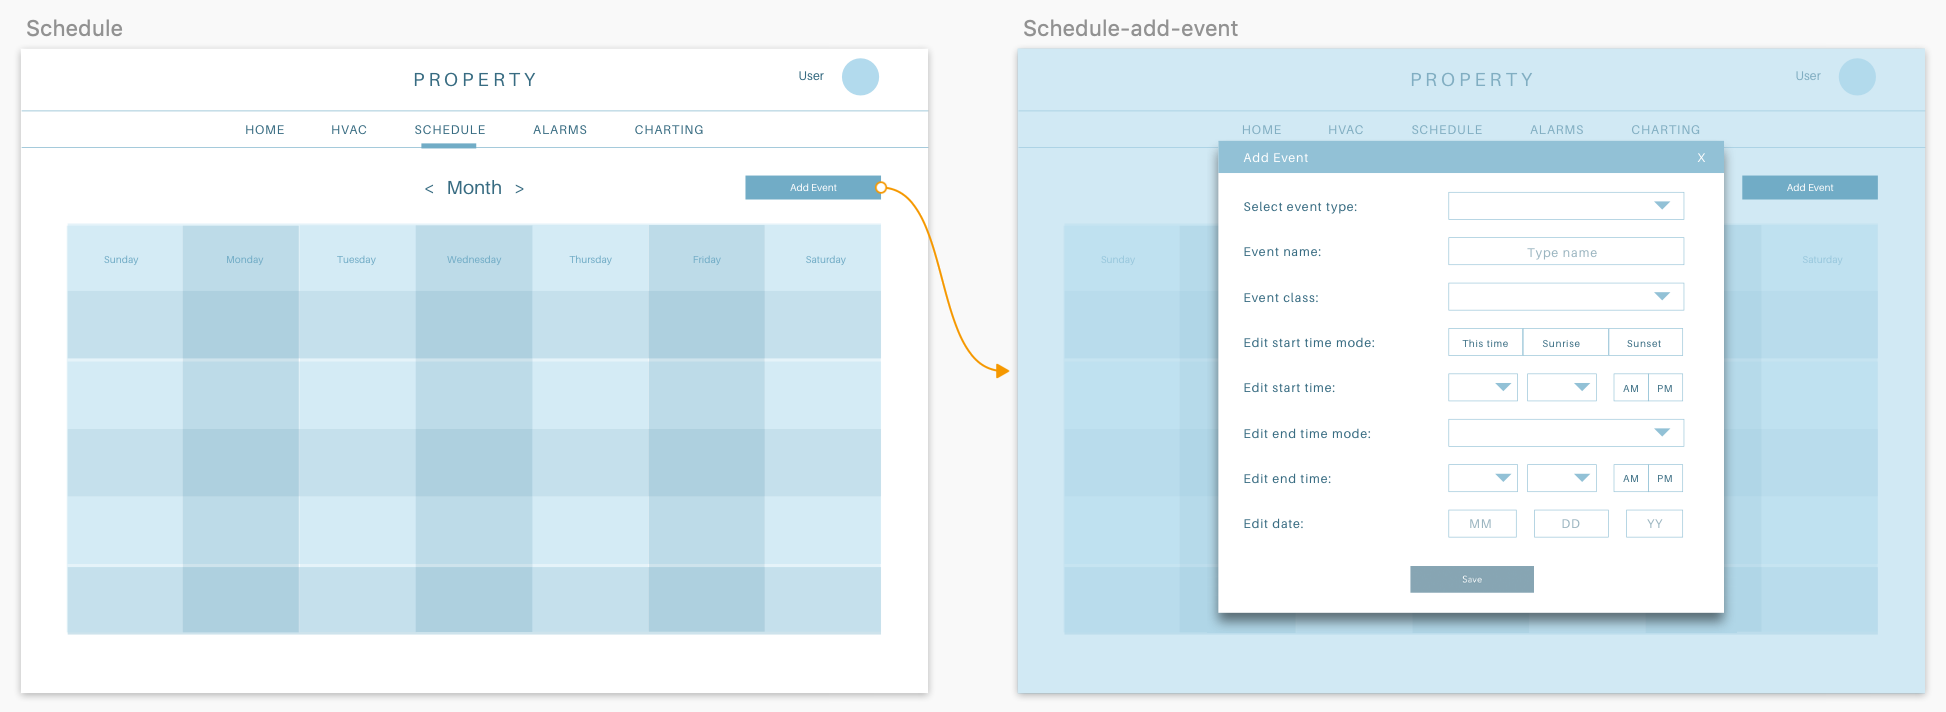 Schedule
PROPERTY
User
HOME HVAC SCHEDULE ALARMS CHARTING
< Month >
Add Event
Sunday Monday Tuesday Wednesday Thursday Friday Saturday
Schedule-add-event
PROPERTY
User
HOME HVAC SCHEDULE ALARMS CHARTING
Add Event X
Add Event
Sunday Saturday
Select event type:
Event name: Type name
Event class:
Edit start time mode: This time Sunrise Sunset
Edit start time: AM PM
Edit end time mode:
Edit end time: AM PM
Edit date: MM DD YY
Save